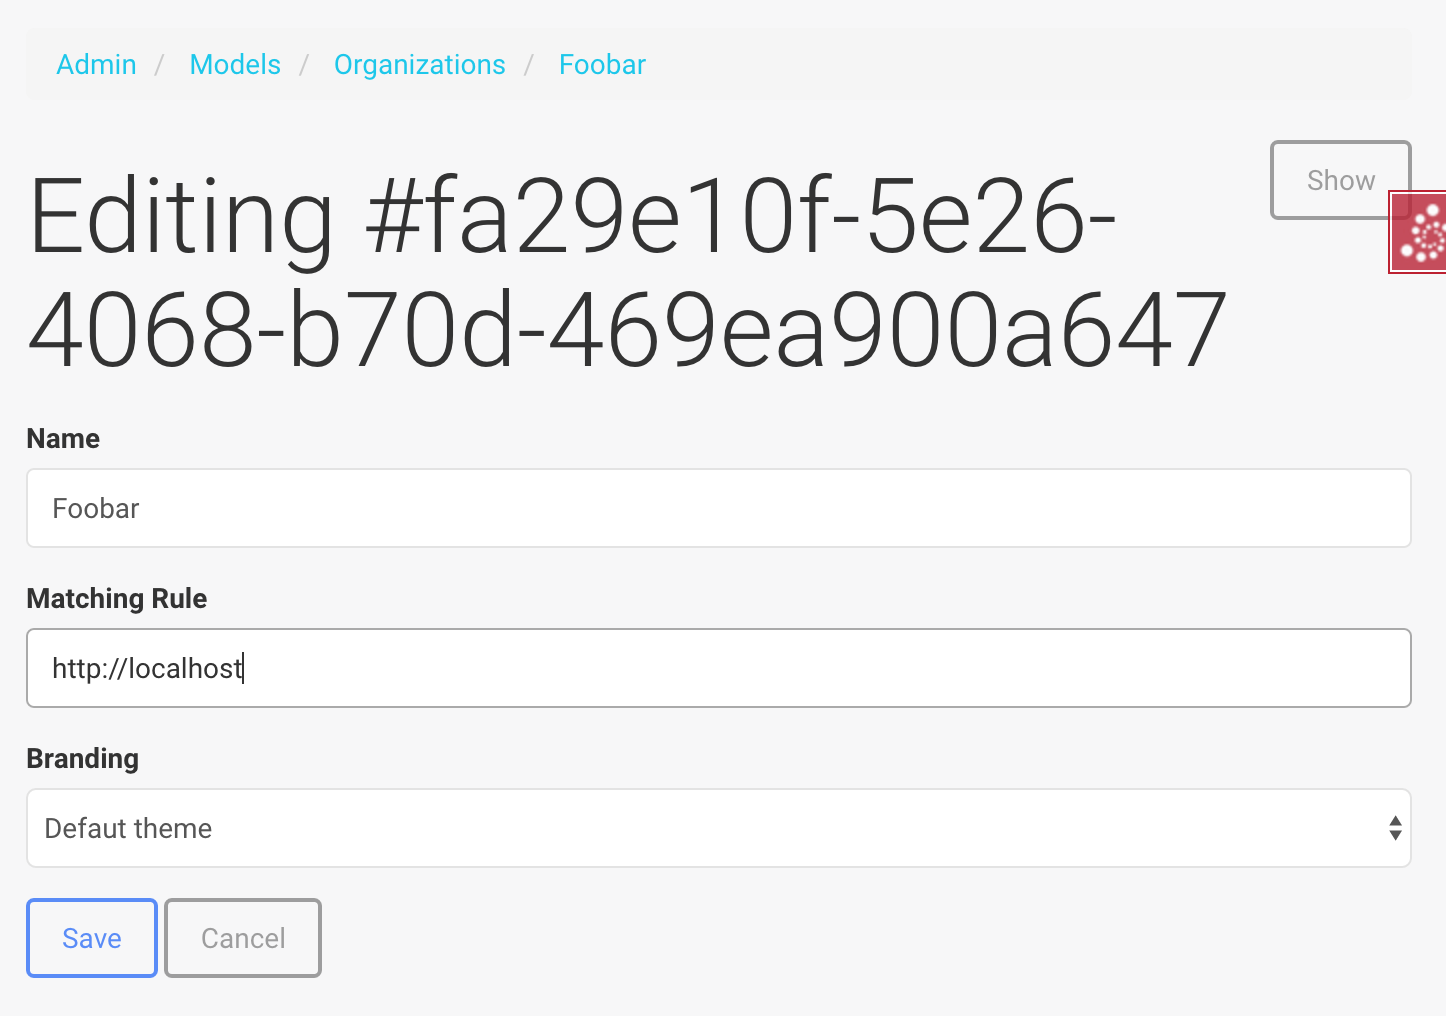 Admin / Models / Organizations / Foobar
Show
Editing #fa29e10f-5e26-
4068-b70d-469ea900a647
Name
Foobar
Matching Rule
http://localhost
Branding
Defaut theme
Save Cancel